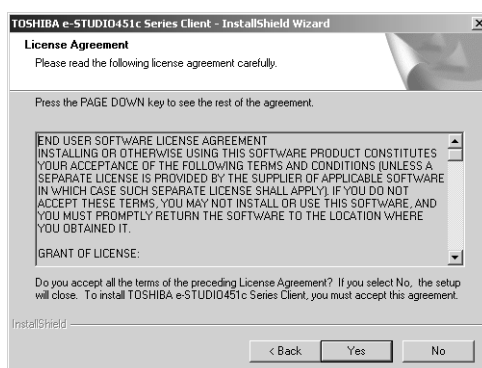 TOSHIBA e-STUDIO451c Series Client - InstallShield Wizard
License Agreement
Please read the following license agreement carefully.
Press the PAGE DOWN key to see the rest of the agreement.
END USER SOFTWARE LICENSE AGREEMENT
INSTALLING OR OTHERWISE USING THIS SOFTWARE PRODUCT CONSTITUTES
YOUR ACCEPTANCE OF THE FOLLOWING TERMS AND CONDITIONS (UNLESS A
SEPARATE LICENSE IS PROVIDED BY THE SUPPLIER OF APPLICABLE SOFTWARE
IN WHICH CASE SUCH SEPARATE LICENSE SHALL APPLY). IF YOU DO NOT
ACCEPT THESE TERMS, YOU MAY NOT INSTALL OR USE THIS SOFTWARE, AND
YOU MUST PROMPTLY RETURN THE SOFTWARE TO THE LOCATION WHERE
YOU OBTAINED IT.
GRANT OF LICENSE:
Do you accept all the terms of the preceding License Agreement? If you select No, the setup
will close. To install TOSHIBA e-STUDIO451c Series Client, you must accept this agreement.
InstallShield
< Back
Yes
No